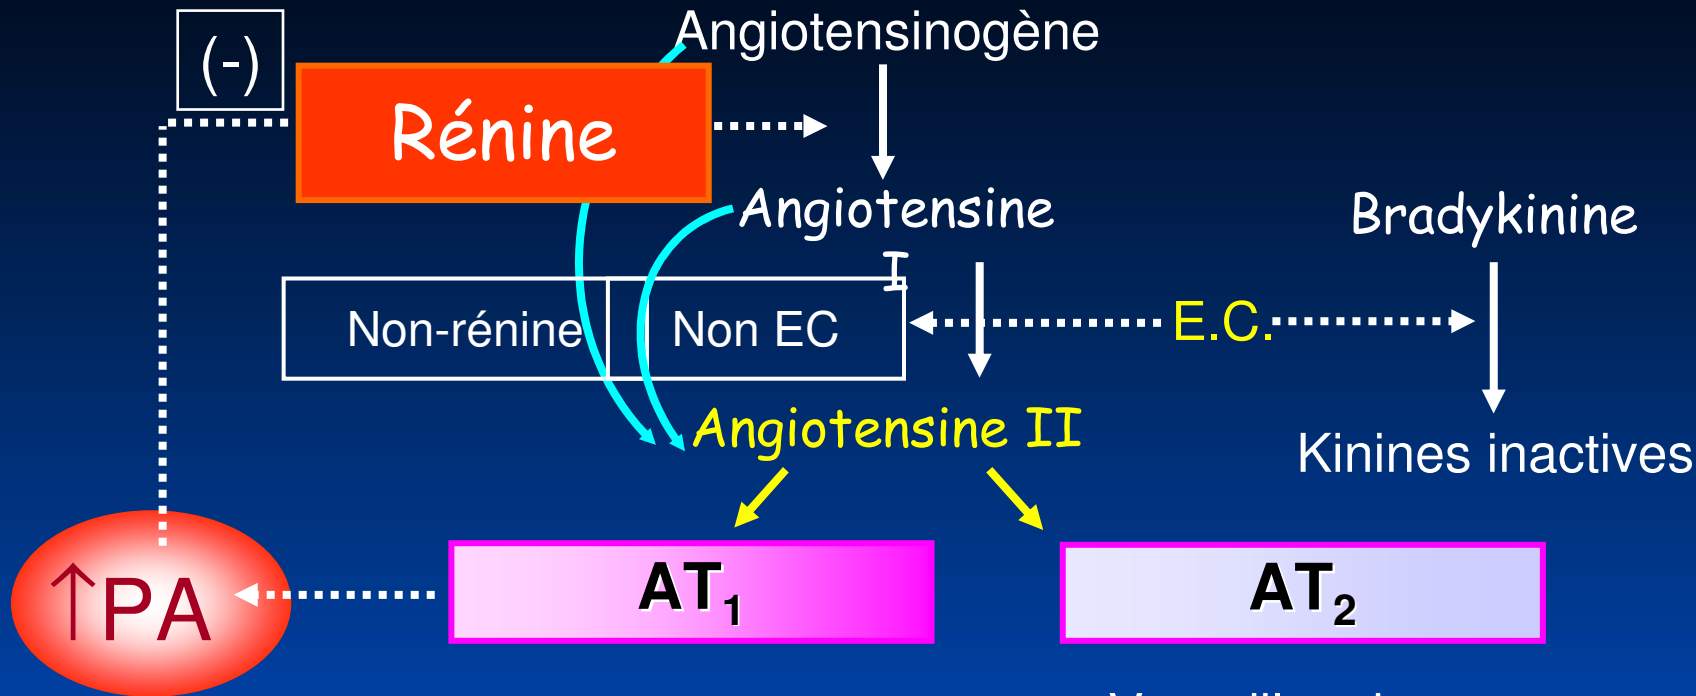 Angiotensinogène
(-)
Rénine
Angiotensine
I
Bradykinine
Non-rénine
Non EC
E.C.
Angiotensine II
Kinines inactives
↑PA
AT₁
AT₂